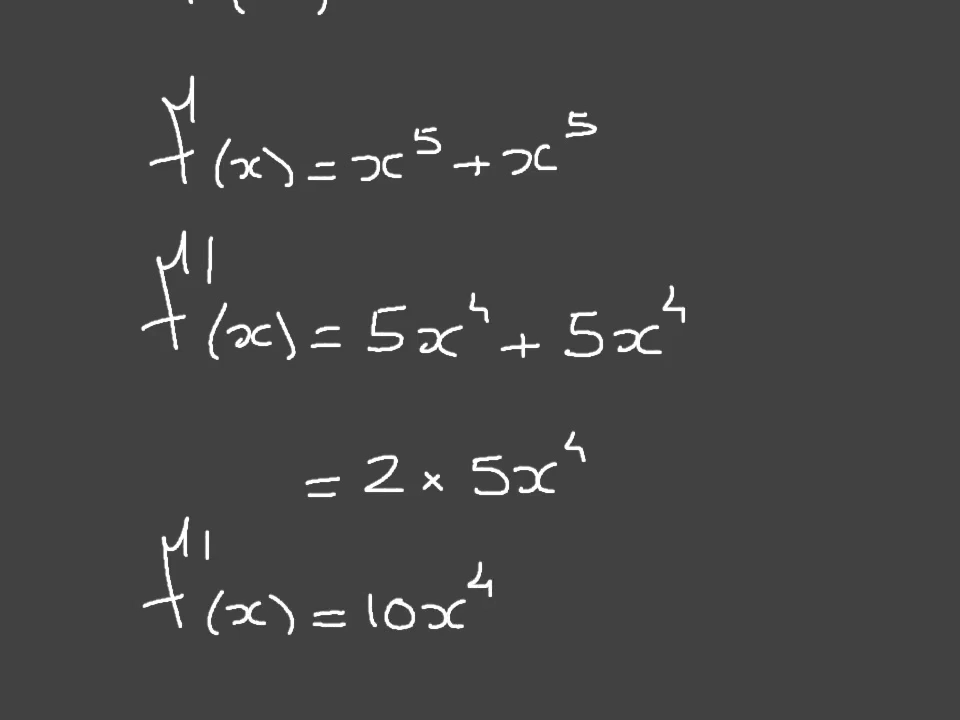 f(x) = x⁵ + x⁵
f'(x) = 5x⁴ + 5x⁴
= 2 × 5x⁴
f'(x) = 10x⁴